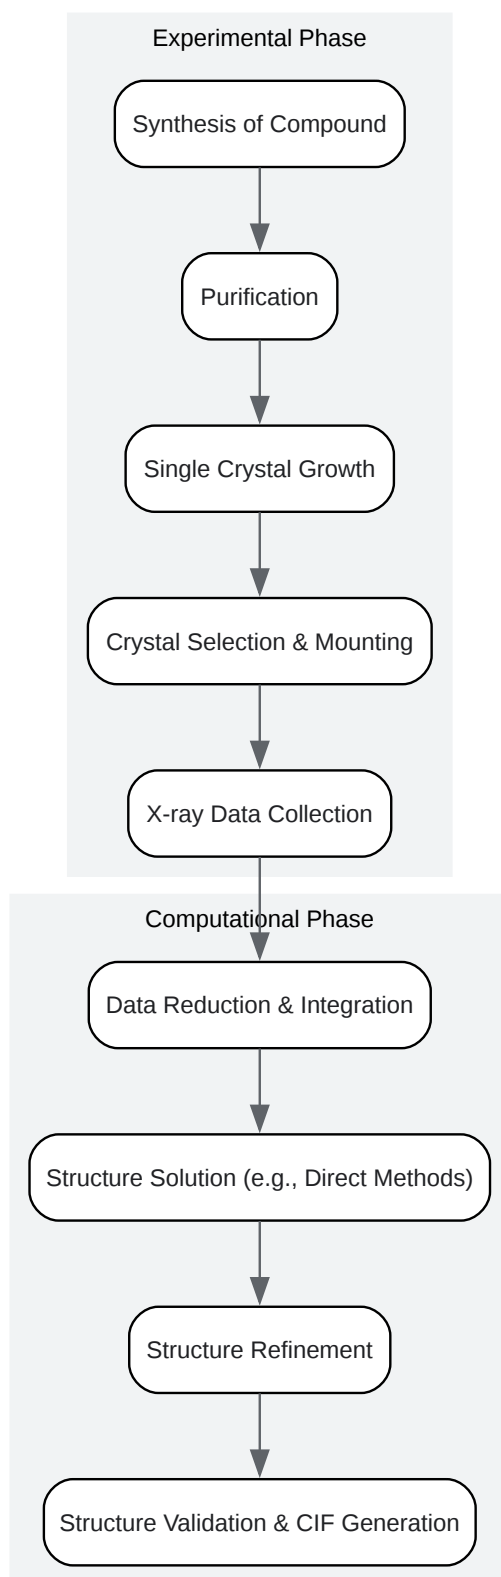 Experimental Phase
Synthesis of Compound
Purification
Single Crystal Growth
Crystal Selection & Mounting
X-ray Data Collection
Computational Phase
Data Reduction & Integration
Structure Solution (e.g., Direct Methods)
Structure Refinement
Structure Validation & CIF Generation